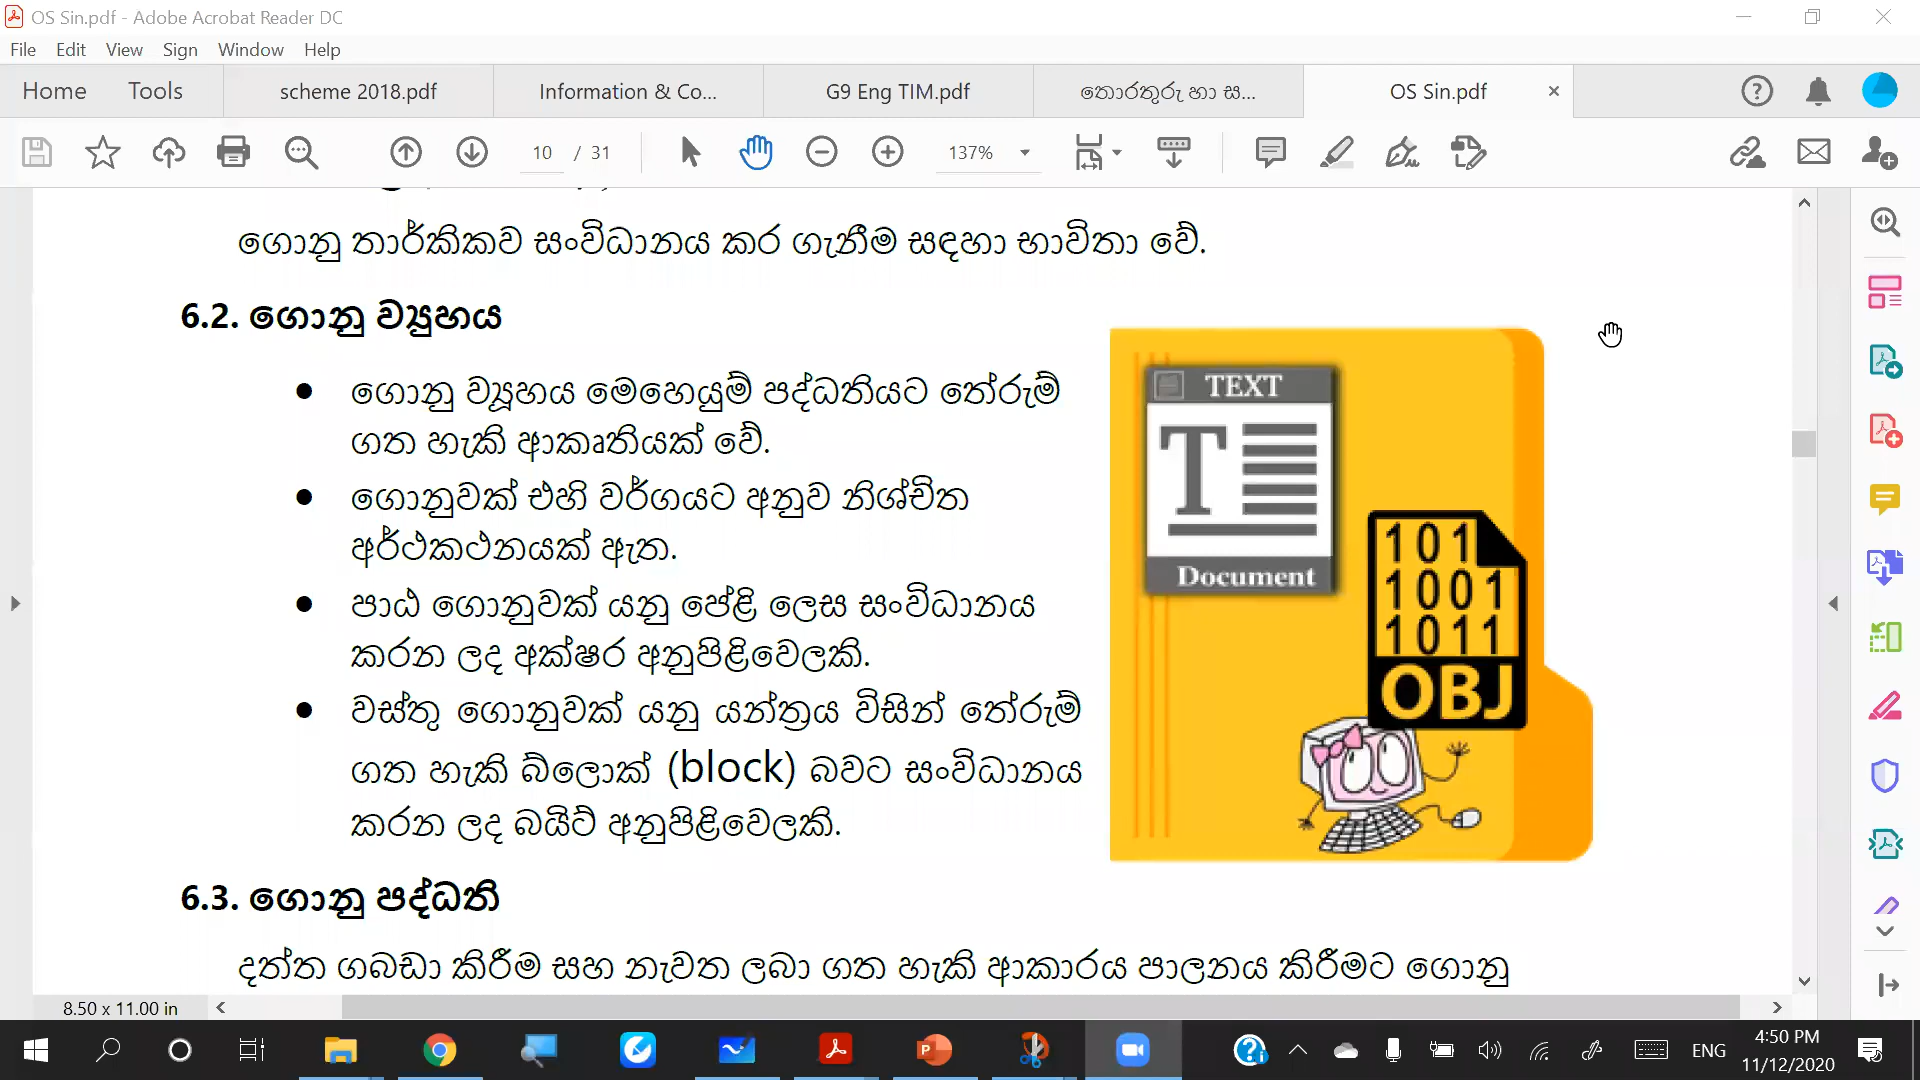 OS Sin.pdf - Adobe Acrobat Reader DC
File Edit View Sign Window Help
Home Tools scheme 2018.pdf Information & Co... G9 Eng TIM.pdf තොරතුරු හා ස... OS Sin.pdf
10 / 31 137%
ගොනු තාර්කිකව සංවිධානය කර ගැනීම සඳහා භාවිතා වේ.
6.2. ගොනු ව්‍යුහය
● ගොනු ව්‍යූහය මෙහෙයුම් පද්ධතියට තේරුම්
ගත හැකි ආකෘතියක් වේ.
● ගොනුවක් එහි වර්ගයට අනුව නිශ්චිත
අර්ථකථනයක් ඇත.
● පාඨ ගොනුවක් යනු පේළි ලෙස සංවිධානය
කරන ලද අක්ෂර අනුපිළිවෙලකි.
● වස්තු ගොනුවක් යනු යන්ත්‍රය විසින් තේරුම්
ගත හැකි බ්ලොක් (block) බවට සංවිධානය
කරන ලද බයිට් අනුපිළිවෙලකි.
TEXT
T
Document
101
1001
1011
OBJ
6.3. ගොනු පද්ධති
දත්ත ගබඩා කිරීම සහ නැවත ලබා ගත හැකි ආකාරය පාලනය කිරීමට ගොනු
8.50 x 11.00 in
ENG
4:50 PM
11/12/2020